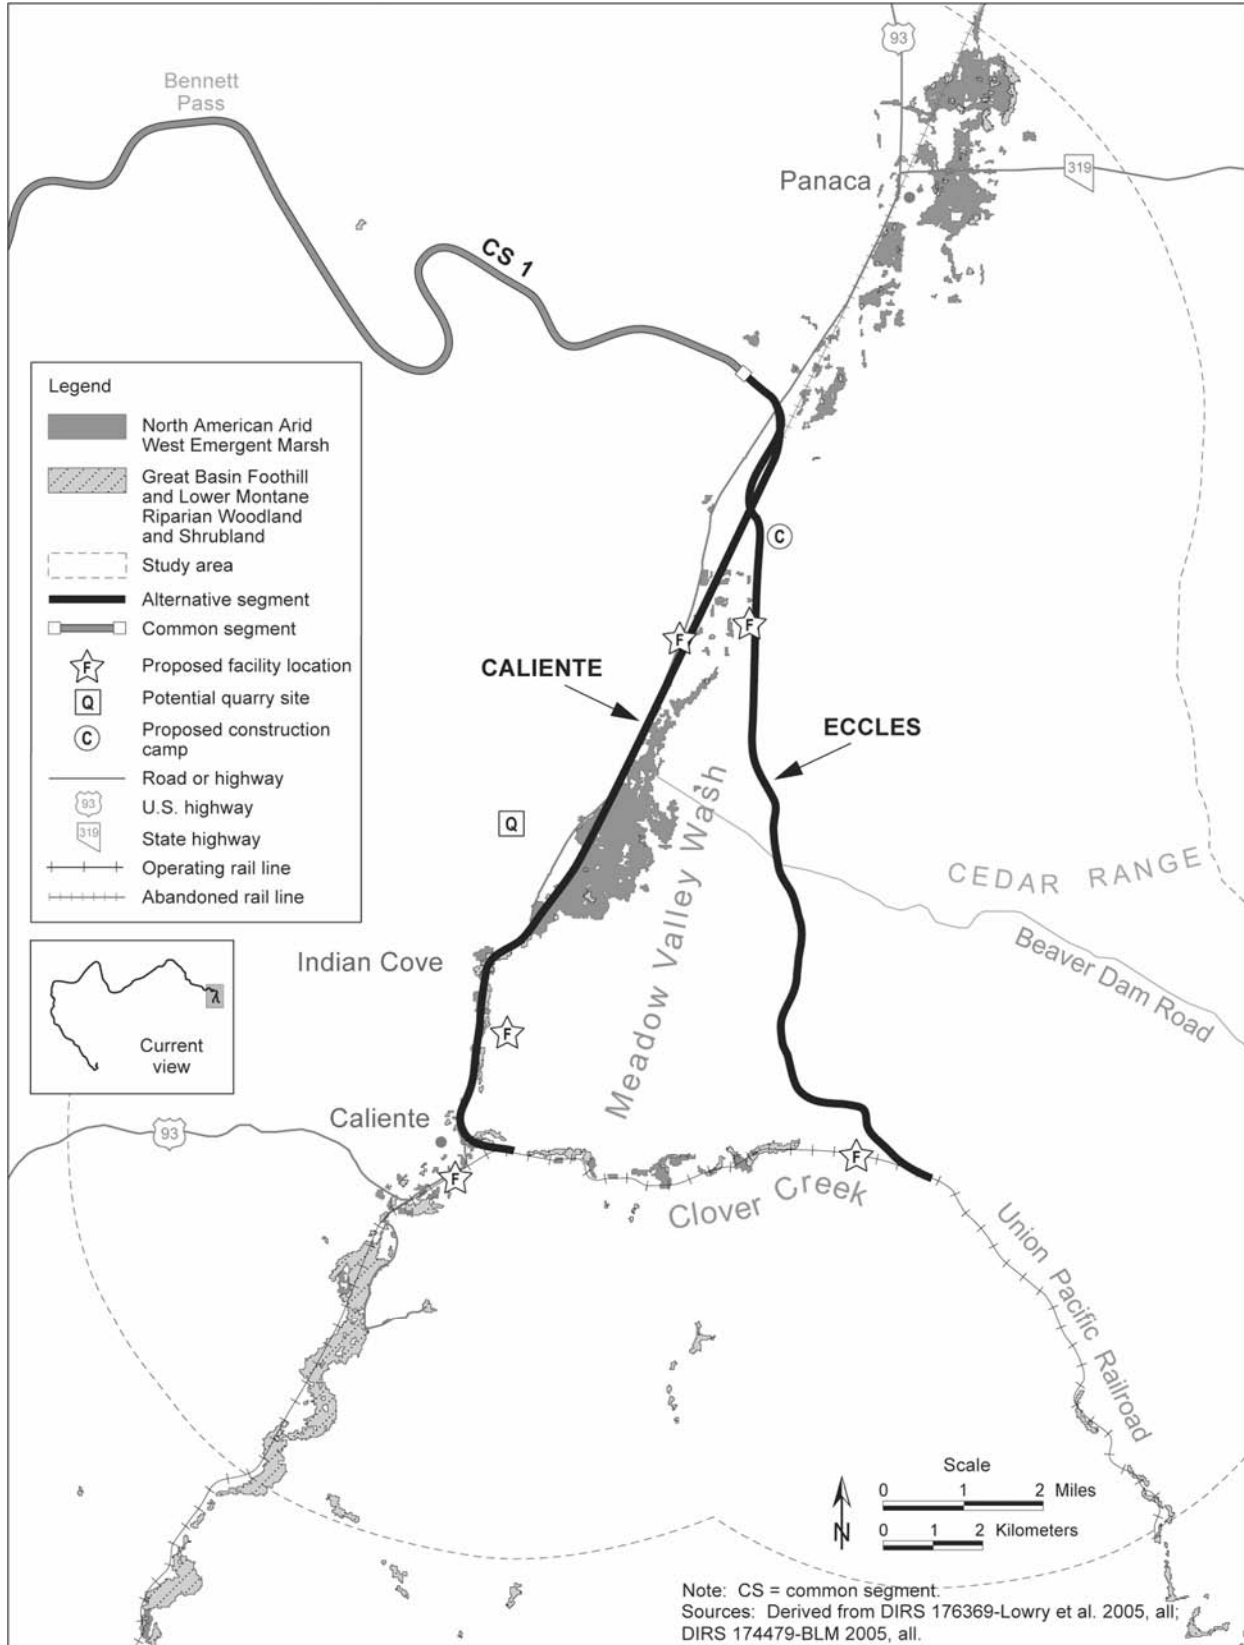 93
Bennett
Pass
319
Panaca
CS 1
Legend
North American Arid
West Emergent Marsh
Great Basin Foothill
and Lower Montane
Riparian Woodland
and Shrubland
Study area
Alternative segment
Common segment
F
Proposed facility location
Q
Potential quarry site
C
Proposed construction
camp
Road or highway
93
U.S. highway
319
State highway
Operating rail line
Abandoned rail line
C
F
F
CALIENTE
ECCLES
Q
Meadow Valley Wash
CEDAR RANGE
Beaver Dam Road
Indian Cove
F
Current
view
Caliente
93
F
F
Clover Creek
Union Pacific Railroad
Scale
0 1 2 Miles
0 1 2 Kilometers
N
Note: CS = common segment.
Sources: Derived from DIRS 176369-Lowry et al. 2005, all;
DIRS 174479-BLM 2005, all.